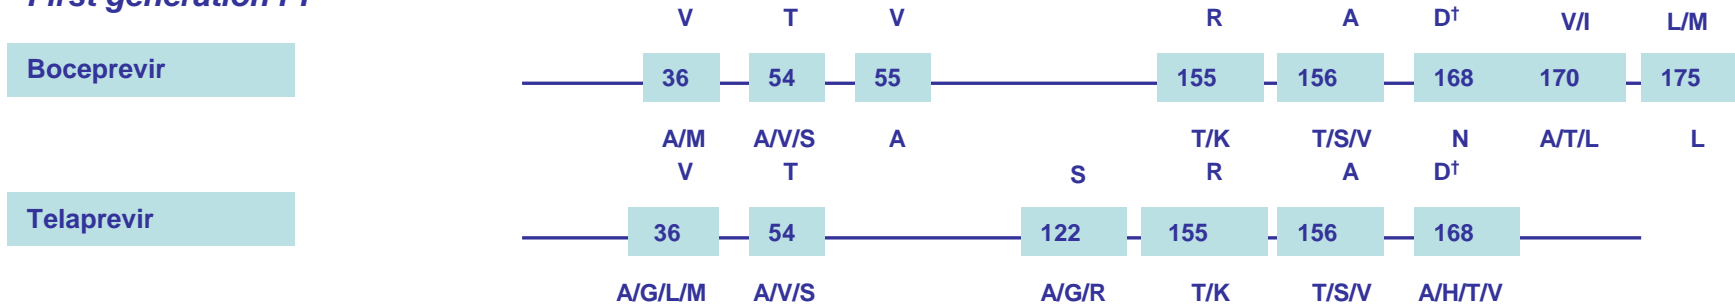 V T V R A D† V/I L/M
Boceprevir 36 54 55 155 156 168 170 175
A/M A/V/S A T/K T/S/V N A/T/L L
V T S R A D†
Telaprevir 36 54 122 155 156 168
A/G/L/M A/V/S A/G/R T/K T/S/V A/H/T/V